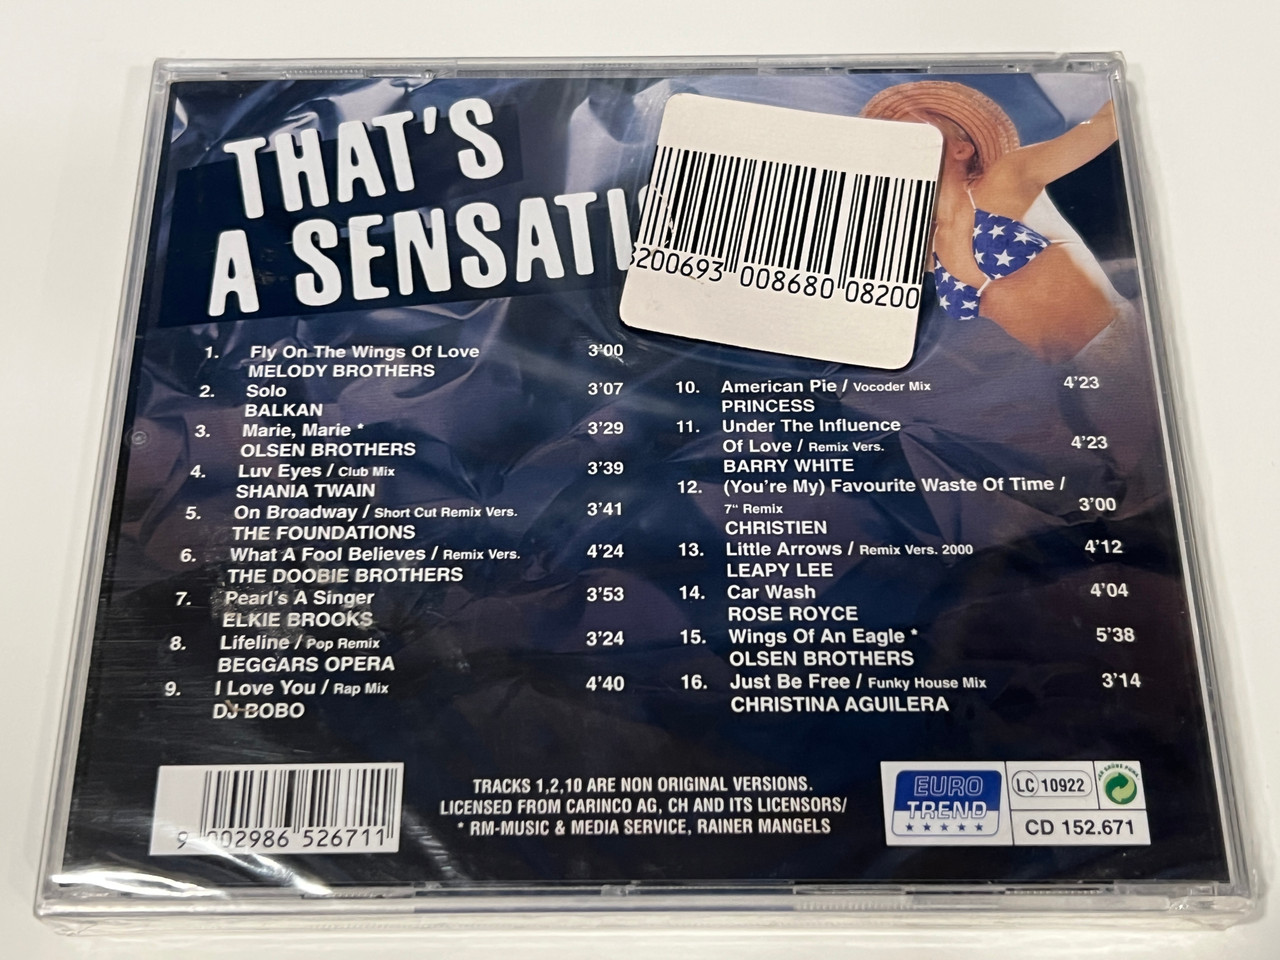 THAT'S
A SENSATI
200693 008680 08200
1. Fly On The Wings Of Love 3'00
MELODY BROTHERS
2. Solo 3'07
BALKAN
3. Marie, Marie * 3'29
OLSEN BROTHERS
4. Luv Eyes / Club Mix 3'39
SHANIA TWAIN
5. On Broadway / Short Cut Remix Vers. 3'41
THE FOUNDATIONS
6. What A Fool Believes / Remix Vers. 4'24
THE DOOBIE BROTHERS
7. Pearl's A Singer 3'53
ELKIE BROOKS
8. Lifeline / Pop Remix 3'24
BEGGARS OPERA
9. I Love You / Rap Mix 4'40
DJ BOBO
10. American Pie / Vocoder Mix 4'23
PRINCESS
11. Under The Influence
Of Love / Remix Vers. 4'23
BARRY WHITE
12. (You're My) Favourite Waste Of Time /
7" Remix 3'00
CHRISTIEN
13. Little Arrows / Remix Vers. 2000 4'12
LEAPY LEE
14. Car Wash 4'04
ROSE ROYCE
15. Wings Of An Eagle * 5'38
OLSEN BROTHERS
16. Just Be Free / Funky House Mix 3'14
CHRISTINA AGUILERA
9 002986 526711
TRACKS 1,2,10 ARE NON ORIGINAL VERSIONS.
LICENSED FROM CARINCO AG, CH AND ITS LICENSORS/
* RM-MUSIC & MEDIA SERVICE, RAINER MANGELS
EURO
TREND
LC 10922
CD 152.671